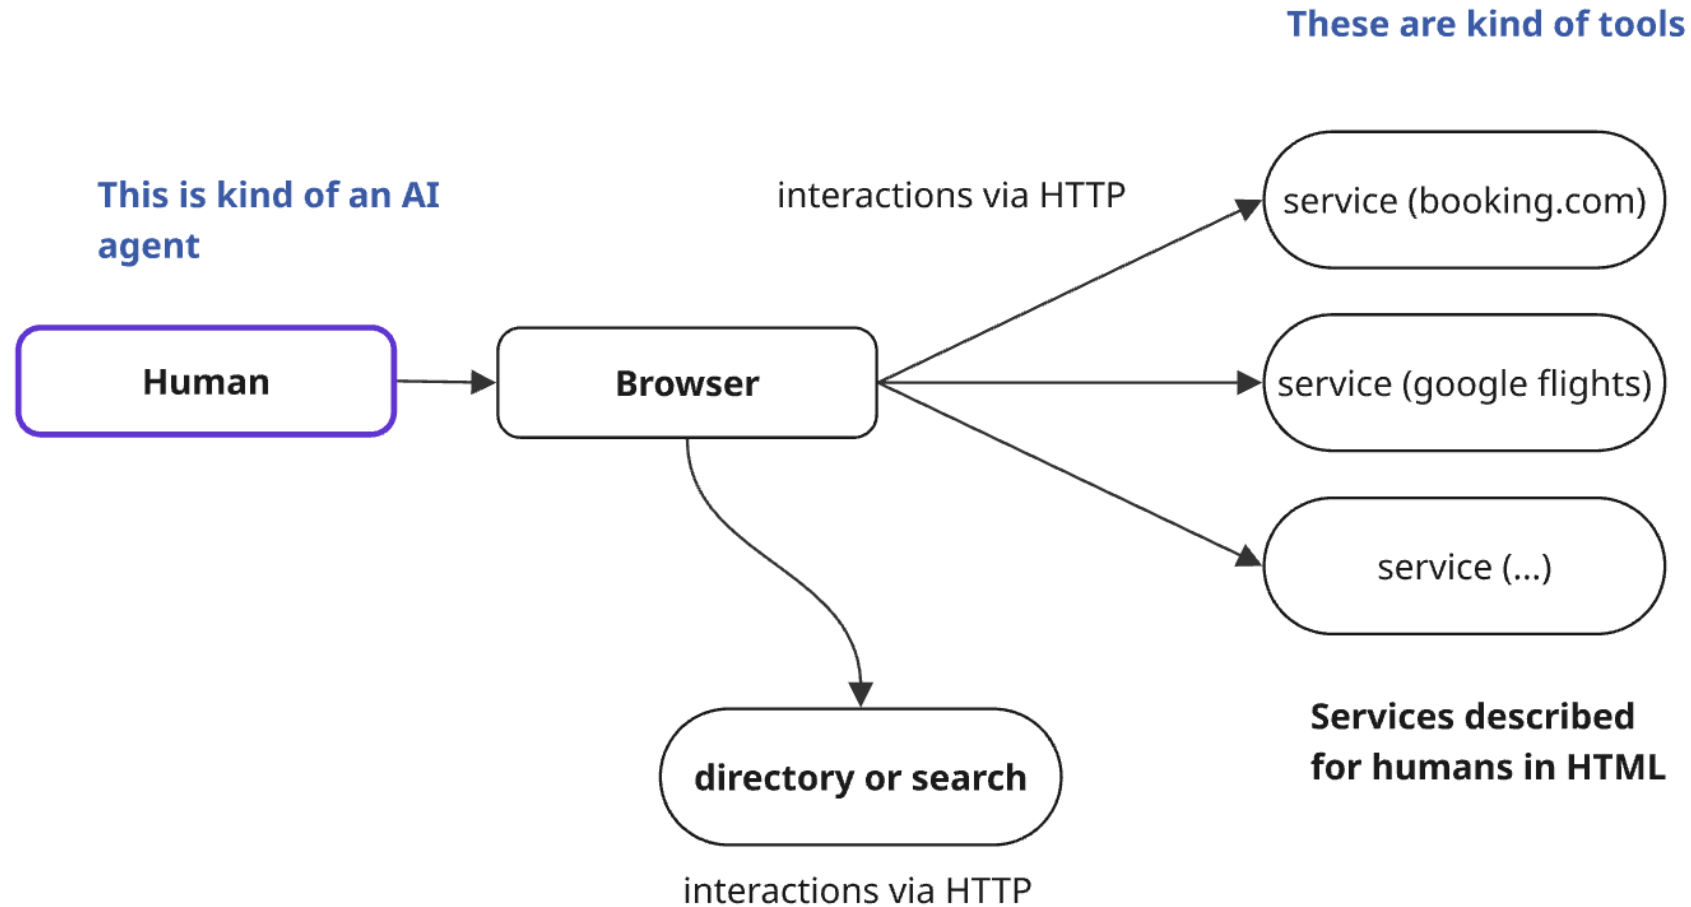 These are kind of tools
This is kind of an AI
agent
interactions via HTTP
service (booking.com)
Human
Browser
service (google flights)
service (...)
Services described
for humans in HTML
directory or search
interactions via HTTP